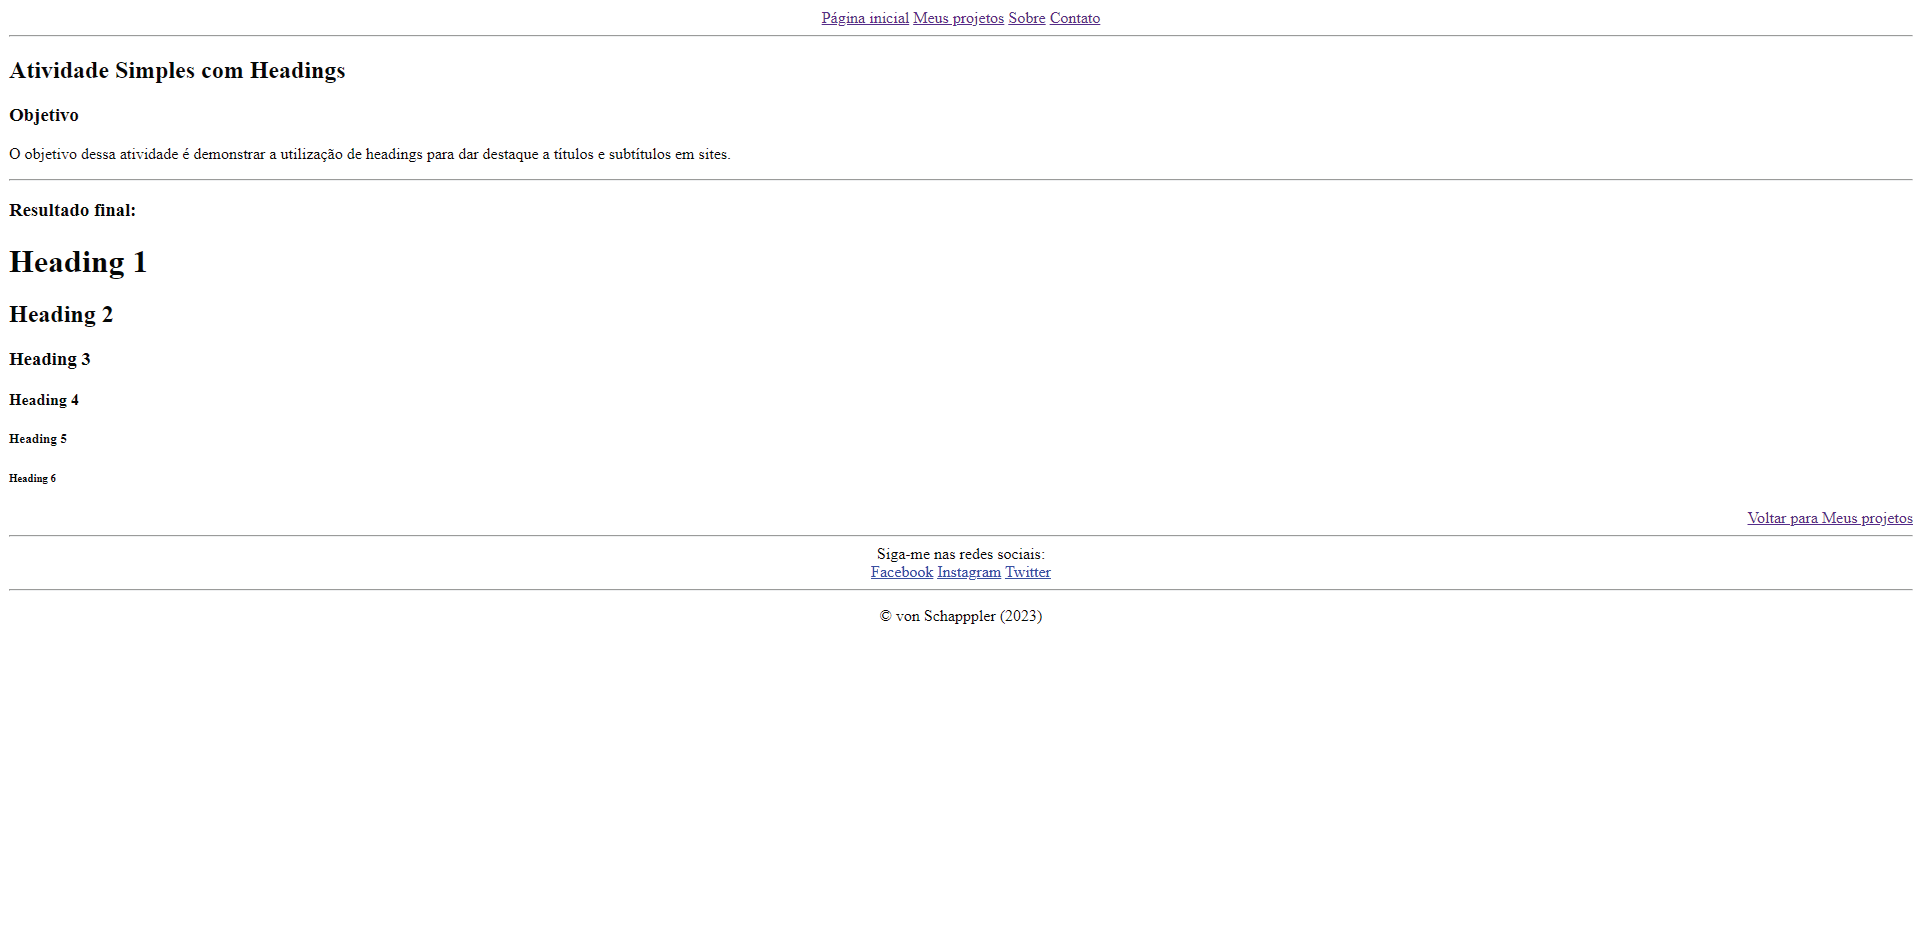 Página inicial Meus projetos Sobre Contato
Atividade Simples com Headings
Objetivo
O objetivo dessa atividade é demonstrar a utilização de headings para dar destaque a títulos e subtítulos em sites.
Resultado final:
Heading 1
Heading 2
Heading 3
Heading 4
Heading 5
Heading 6
Voltar para Meus projetos
Siga-me nas redes sociais:
Facebook Instagram Twitter
© von Schapppler (2023)